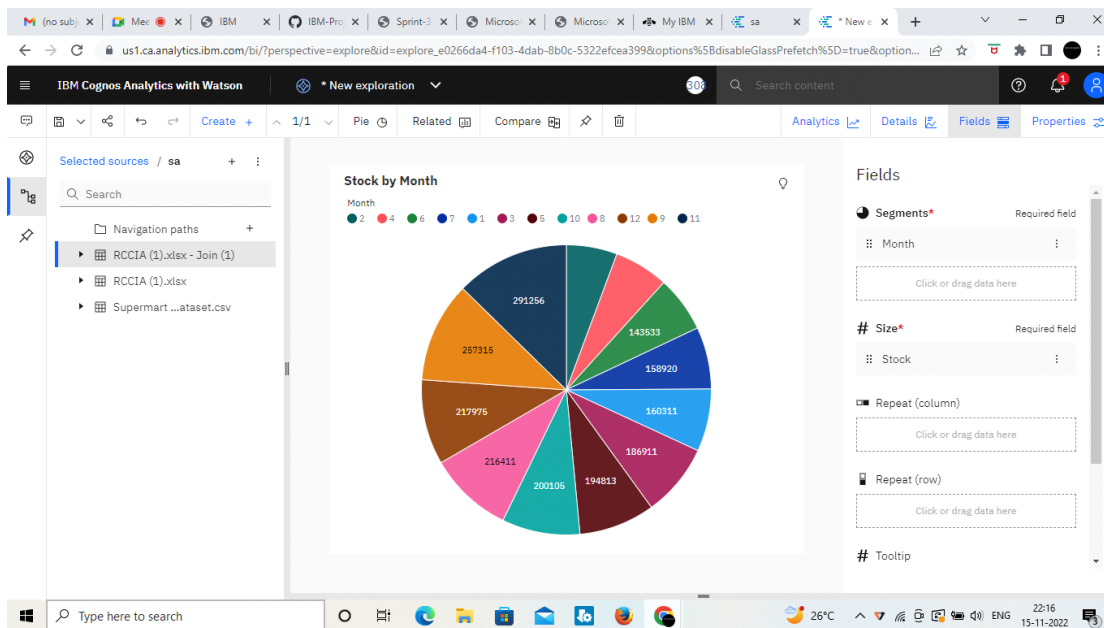 (no subj
Mee
IBM
IBM-Pro
Sprint-3
Microso
Microso
My IBM
sa
* New e
us1.ca.analytics.ibm.com/bi/?perspective=explore&id=explore_e0266da4-f103-4dab-8b0c-5322efcea399&options%5BdisableGlassPrefetch%5D=true&option...
IBM Cognos Analytics with Watson
* New exploration
Search content
1
Create +
1/1
Pie
Related
Compare
Analytics
Details
Fields
Properties
Selected sources / sa
Search
Navigation paths
RCCIA (1).xlsx - Join (1)
RCCIA (1).xlsx
Supermart ...ataset.csv
Stock by Month
Month
2 4 6 7 1 3 5 10 8 12 9 11
291256
143533
257315
158920
160311
217975
186911
216411
194813
200105
Fields
Segments* Required field
Month
Click or drag data here
# Size* Required field
Stock
Repeat (column)
Click or drag data here
Repeat (row)
Click or drag data here
# Tooltip
Type here to search
26°C
ENG
22:16
15-11-2022
3